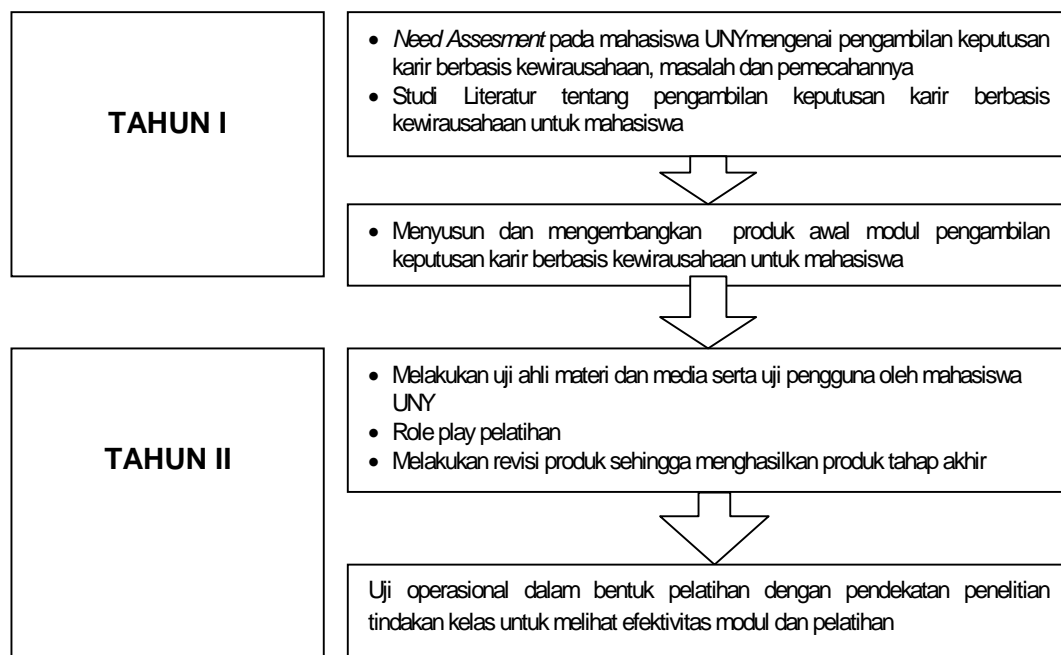 TAHUN I
• Need Assesment pada mahasiswa UNYmengenai pengambilan keputusan
karir berbasis kewirausahaan, masalah dan pemecahannya
• Studi Literatur tentang pengambilan keputusan karir berbasis
kewirausahaan untuk mahasiswa
• Menyusun dan mengembangkan produk awal modul pengambilan
keputusan karir berbasis kewirausahaan untuk mahasiswa
TAHUN II
• Melakukan uji ahli materi dan media serta uji pengguna oleh mahasiswa
UNY
• Role play pelatihan
• Melakukan revisi produk sehingga menghasilkan produk tahap akhir
Uji operasional dalam bentuk pelatihan dengan pendekatan penelitian
tindakan kelas untuk melihat efektivitas modul dan pelatihan